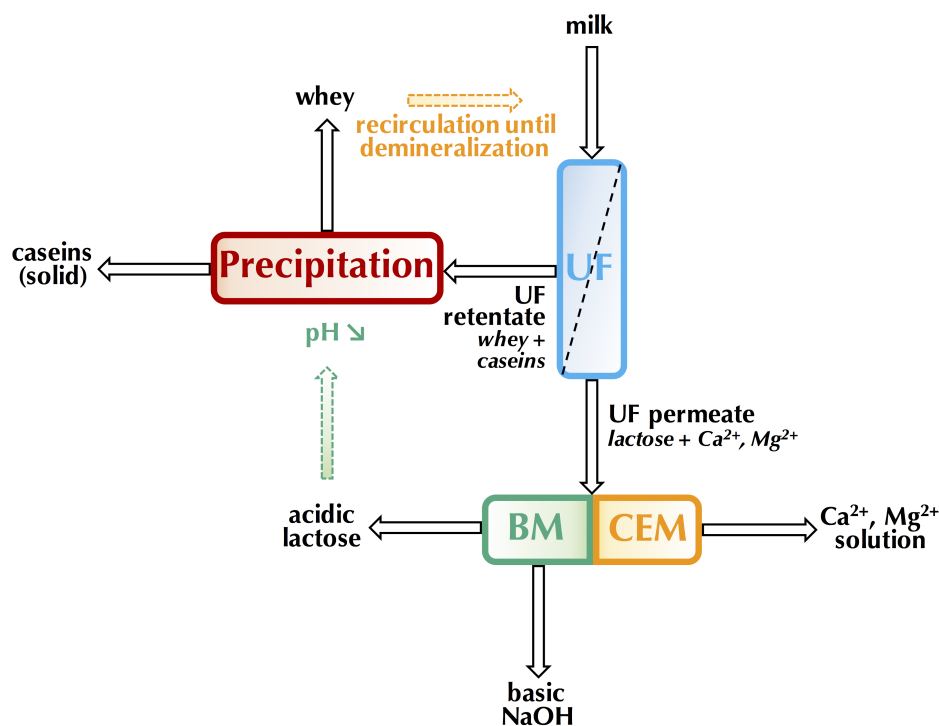 milk
whey
recirculation until
demineralization
caseins
(solid)
Precipitation
UF
UF
retentate
whey +
caseins
pH ↘
UF permeate
lactose + Ca²⁺, Mg²⁺
acidic
lactose
BM
CEM
Ca²⁺, Mg²⁺
solution
basic
NaOH